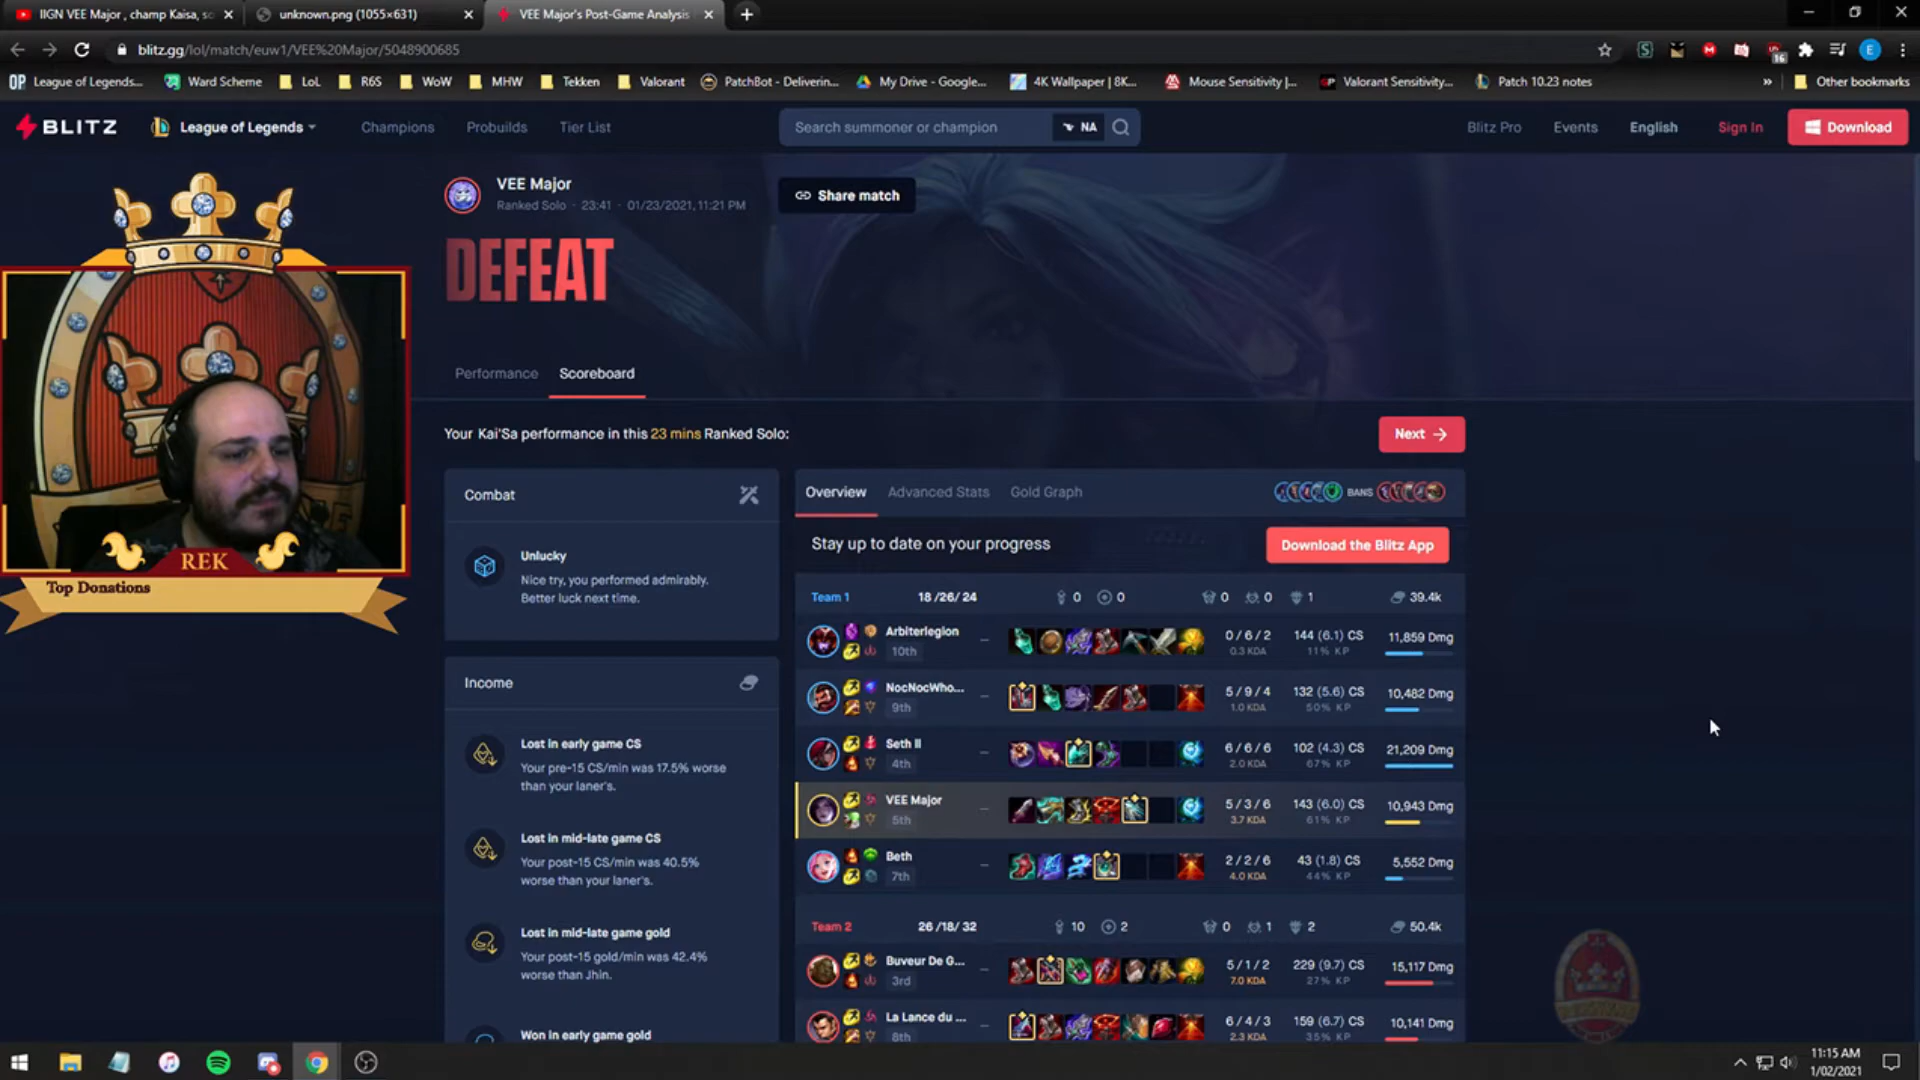 IIGN VEE Major , champ Kaisa, so
unknown.png (1055×631)
VEE Major's Post-Game Analysis
blitz.gg/lol/match/euw1/VEE%20Major/5048900685
16
E
OP League of Legends...
Ward Scheme
LoL
R6S
WoW
MHW
Tekken
Valorant
PatchBot - Deliverin...
My Drive - Google...
4K Wallpaper | 8K...
Mouse Sensitivity |...
Valorant Sensitivity...
Patch 10.23 notes
»
Other bookmarks
BLITZ
League of Legends
Champions
Probuilds
Tier List
Search summoner or champion
NA
Blitz Pro
Events
English
Sign In
Download
VEE Major
Ranked Solo · 23:41 · 01/23/2021, 11:21 PM
Share match
DEFEAT
Performance
Scoreboard
REK
Top Donations
Your Kai'Sa performance in this 23 mins Ranked Solo:
Next →
Combat
Unlucky
Nice try, you performed admirably.
Better luck next time.
Income
Lost in early game CS
Your pre-15 CS/min was 17.5% worse
than your laner's.
Lost in mid-late game CS
Your post-15 CS/min was 40.5%
worse than your laner's.
Lost in mid-late game gold
Your post-15 gold/min was 42.4%
worse than Jhin.
Won in early game gold
Overview
Advanced Stats
Gold Graph
BANS
Stay up to date on your progress
Download the Blitz App
Team 1 18 /26/ 24 0 0 0 0 1 39.4k
Arbiterlegion 0/6/2 144 (6.1) CS 11,859 Dmg
10th 0.3 KDA 11% KP
NocNocWho... 5/9/4 132 (5.6) CS 10,482 Dmg
9th 1.0 KDA 50% KP
Seth II 6/6/6 102 (4.3) CS 21,209 Dmg
4th 2.0 KDA 67% KP
VEE Major 5/3/6 143 (6.0) CS 10,943 Dmg
5th 3.7 KDA 61% KP
Beth 2/2/6 43 (1.8) CS 5,552 Dmg
7th 4.0 KDA 44% KP
Team 2 26 /18/ 32 10 2 0 1 2 50.4k
Buveur De G... 5/1/2 229 (9.7) CS 15,117 Dmg
3rd 7.0 KDA 27% KP
La Lance du ... 6/4/3 159 (6.7) CS 10,141 Dmg
8th 2.3 KDA 35% KP
11:15 AM
1/02/2021